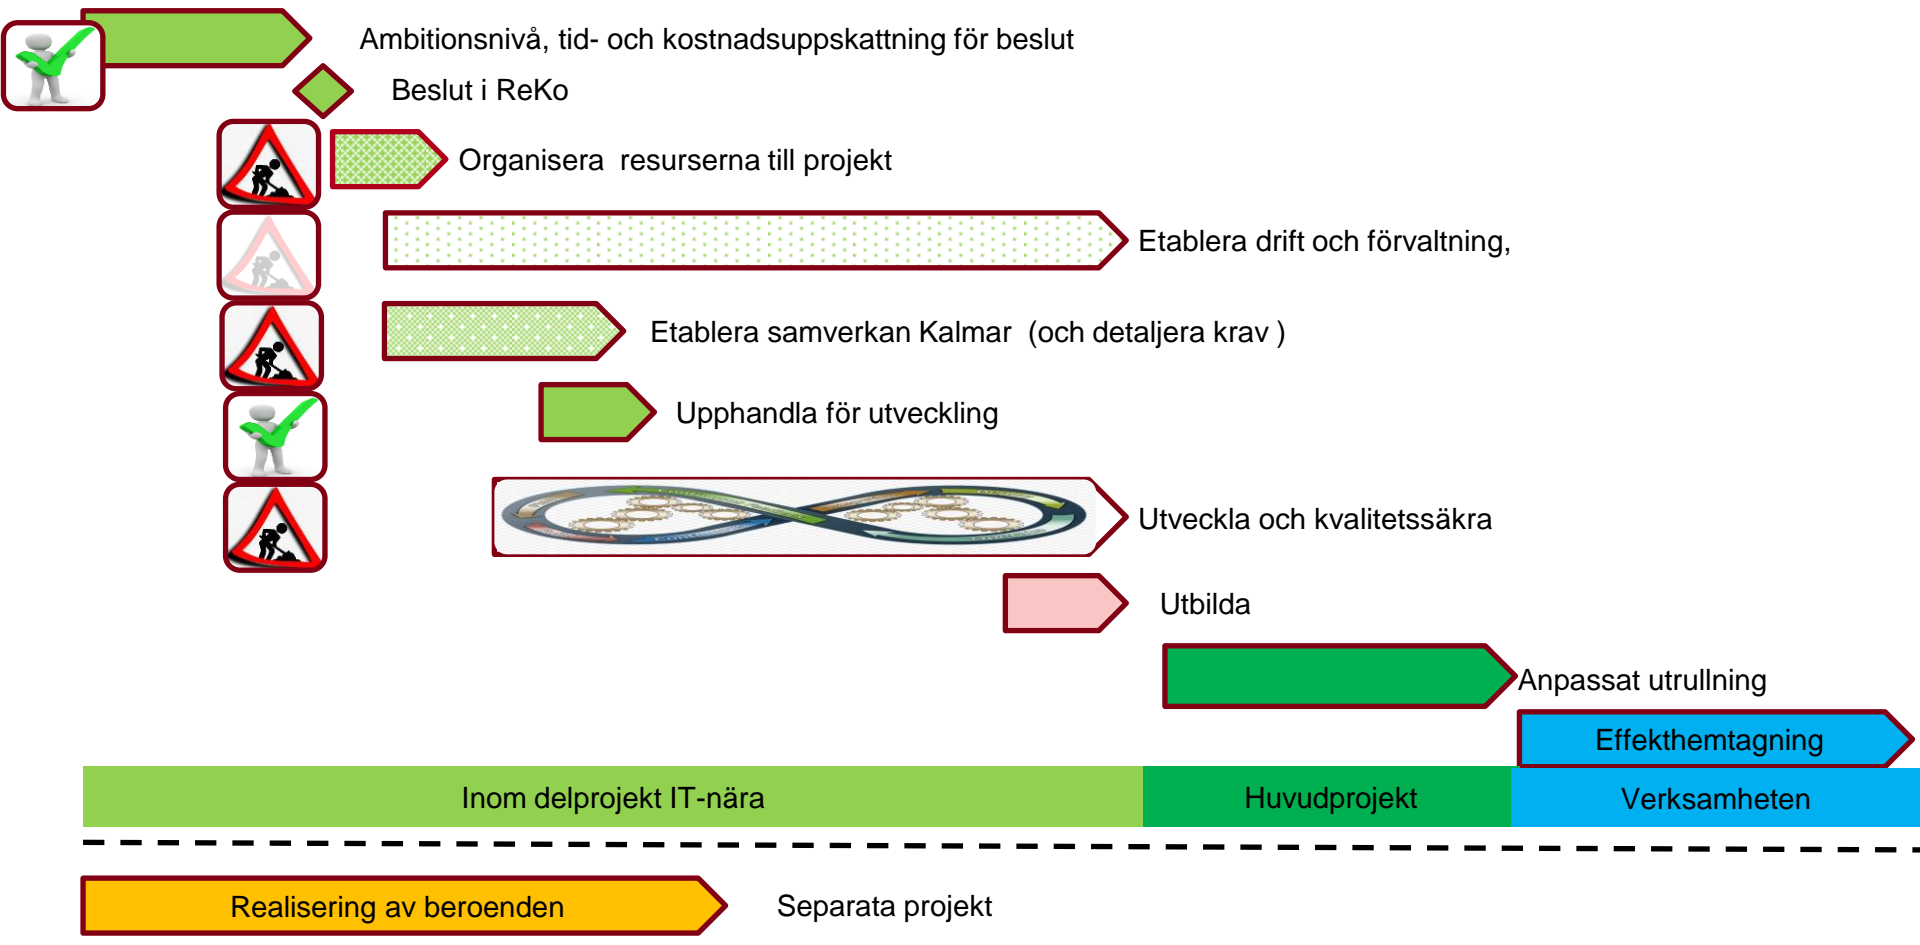 Ambitionsnivå, tid- och kostnadsuppskattning för beslut
Beslut i ReKo
Organisera  resurserna till projekt
Etablera drift och förvaltning,
Etablera samverkan Kalmar  (och detaljera krav )
Upphandla för utveckling
Utveckla och kvalitetssäkra
Utbilda
Anpassat utrullning
Effekthemtagning
Inom delprojekt IT-nära
Huvudprojekt
Verksamheten
Realisering av beroenden
Separata projekt